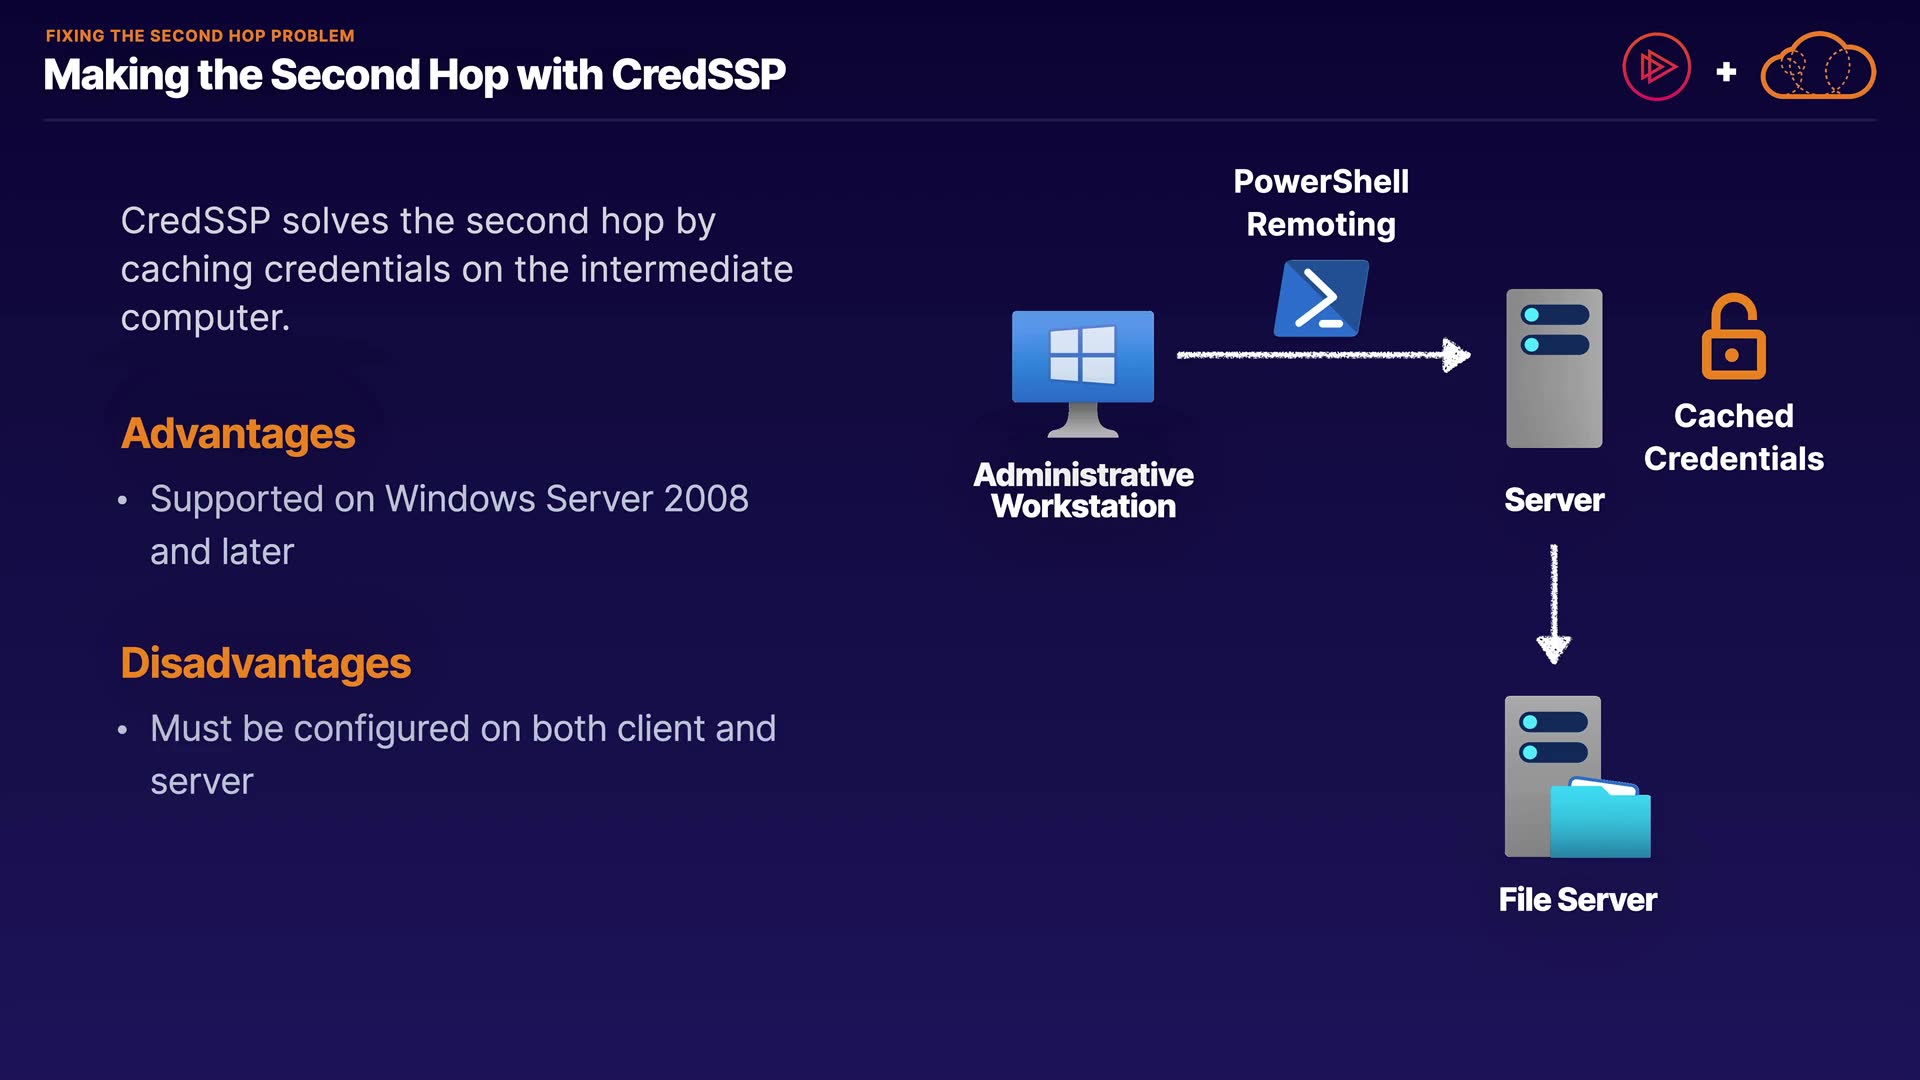 FIXING THE SECOND HOP PROBLEM
Making the Second Hop with CredSSP
CredSSP solves the second hop by
caching credentials on the intermediate
computer.
Advantages
• Supported on Windows Server 2008
and later
Disadvantages
• Must be configured on both client and
server
PowerShell
Remoting
Administrative
Workstation
Server
Cached
Credentials
File Server